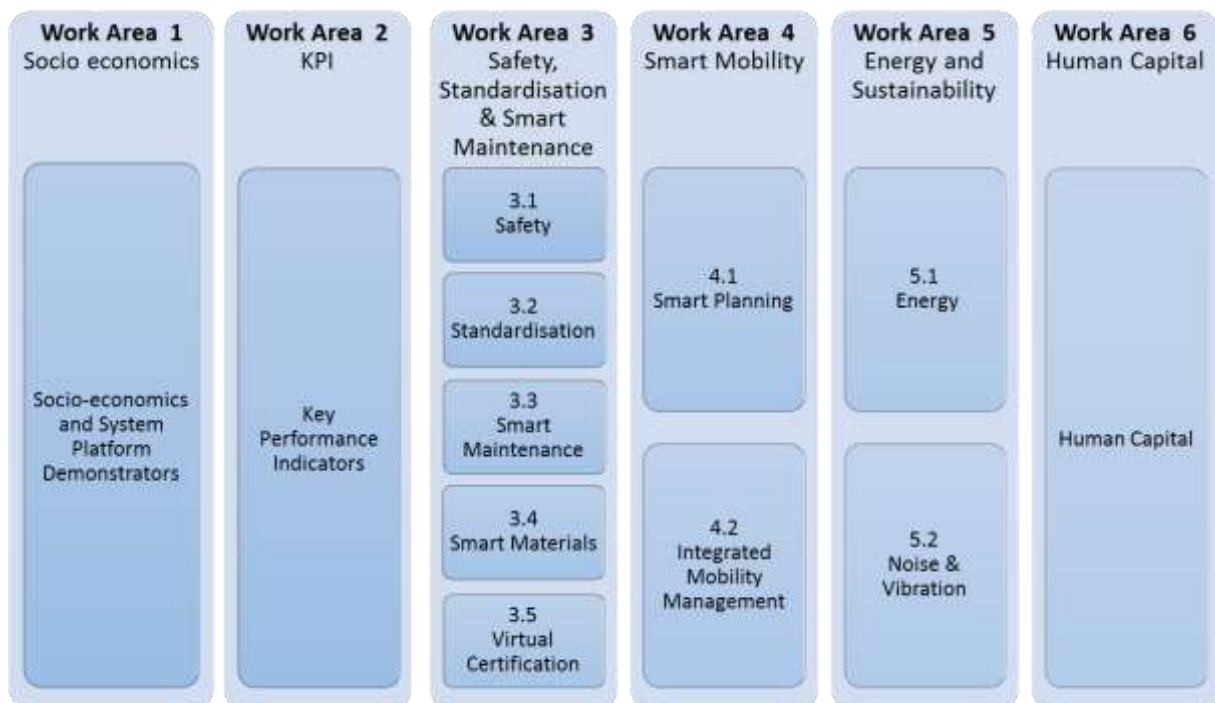 Work Area 1
Socio economics
Socio-economics
and System
Platform
Demonstrators
Work Area 2
KPI
Key
Performance
Indicators
Work Area 3
Safety,
Standardisation
& Smart
Maintenance
3.1
Safety
3.2
Standardisation
3.3
Smart
Maintenance
3.4
Smart Materials
3.5
Virtual
Certification
Work Area 4
Smart Mobility
4.1
Smart Planning
4.2
Integrated
Mobility
Management
Work Area 5
Energy and
Sustainability
5.1
Energy
5.2
Noise &
Vibration
Work Area 6
Human Capital
Human Capital